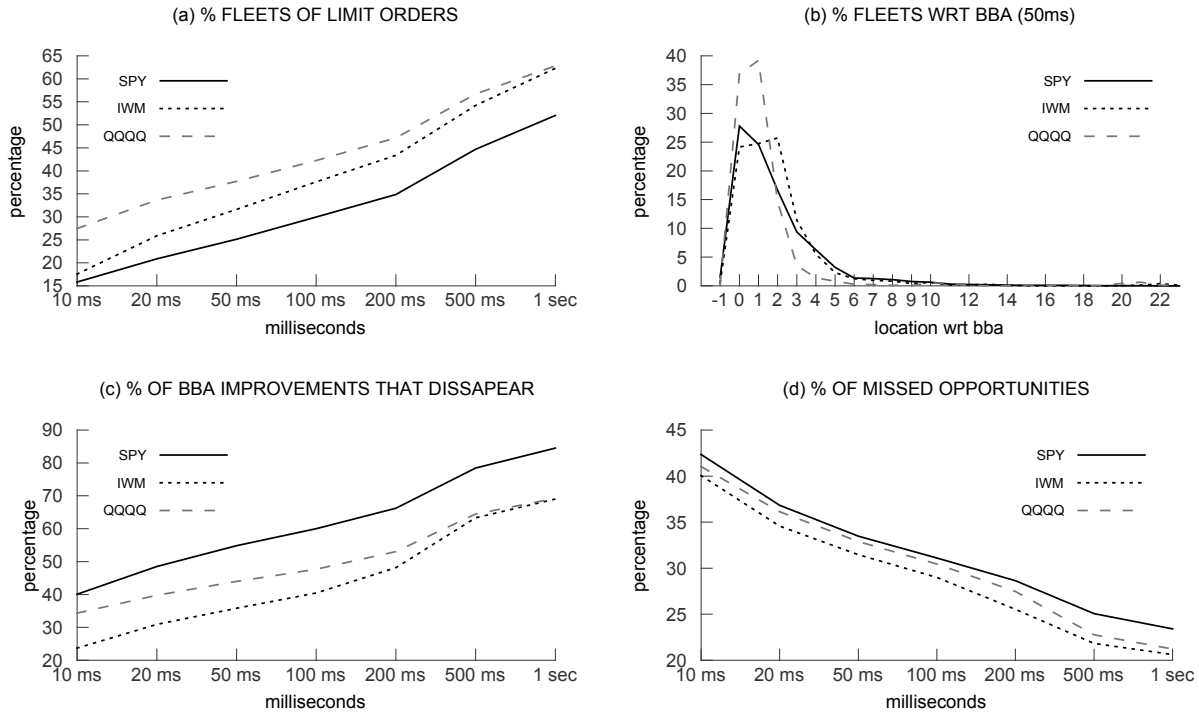 (a) % FLEETS OF LIMIT ORDERS
65
60
55
50
45
40
35
30
25
20
15
percentage
SPY
IWM
QQQQ
10 ms 20 ms 50 ms 100 ms 200 ms 500 ms 1 sec
milliseconds
(b) % FLEETS WRT BBA (50ms)
40
35
30
25
20
15
10
5
0
percentage
SPY
IWM
QQQQ
-1 0 1 2 3 4 5 6 7 8 9 10 12 14 16 18 20 22
location wrt bba
(c) % OF BBA IMPROVEMENTS THAT DISSAPEAR
90
80
70
60
50
40
30
20
percentage
SPY
IWM
QQQQ
10 ms 20 ms 50 ms 100 ms 200 ms 500 ms 1 sec
milliseconds
(d) % OF MISSED OPPORTUNITIES
45
40
35
30
25
20
percentage
SPY
IWM
QQQQ
10 ms 20 ms 50 ms 100 ms 200 ms 500 ms 1 sec
milliseconds